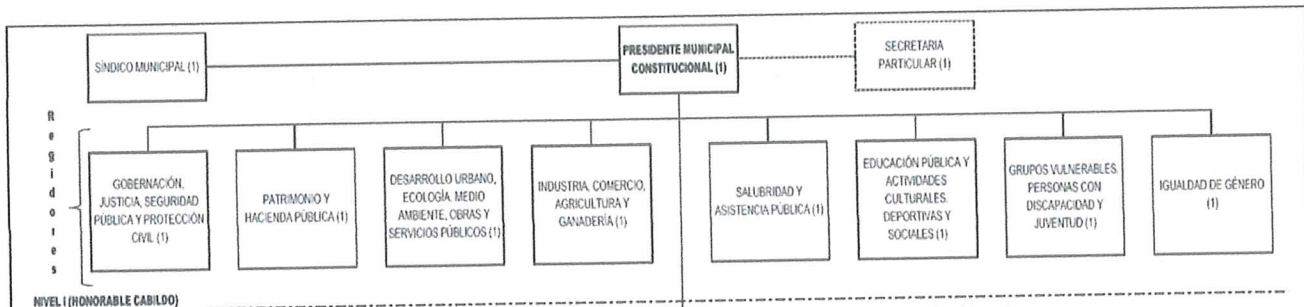 SÍNDICO MUNICIPAL (1)
PRESIDENTE MUNICIPAL
CONSTITUCIONAL (1)
SECRETARIA
PARTICULAR (1)
Regidores
GOBERNACIÓN,
JUSTICIA, SEGURIDAD
PÚBLICA Y PROTECCIÓN
CIVIL (1)
PATRIMONIO Y
HACIENDA PÚBLICA (1)
DESARROLLO URBANO,
ECOLOGÍA, MEDIO
AMBIENTE, OBRAS Y
SERVICIOS PÚBLICOS (1)
INDUSTRIA, COMERCIO,
AGRICULTURA Y
GANADERÍA (1)
SALUBRIDAD Y
ASISTENCIA PÚBLICA (1)
EDUCACIÓN PÚBLICA Y
ACTIVIDADES
CULTURALES,
DEPORTIVAS Y
SOCIALES (1)
GRUPOS VULNERABLES,
PERSONAS CON
DISCAPACIDAD Y
JUVENTUD (1)
IGUALDAD DE GÉNERO
(1)
NIVEL I (HONORABLE CABILDO)